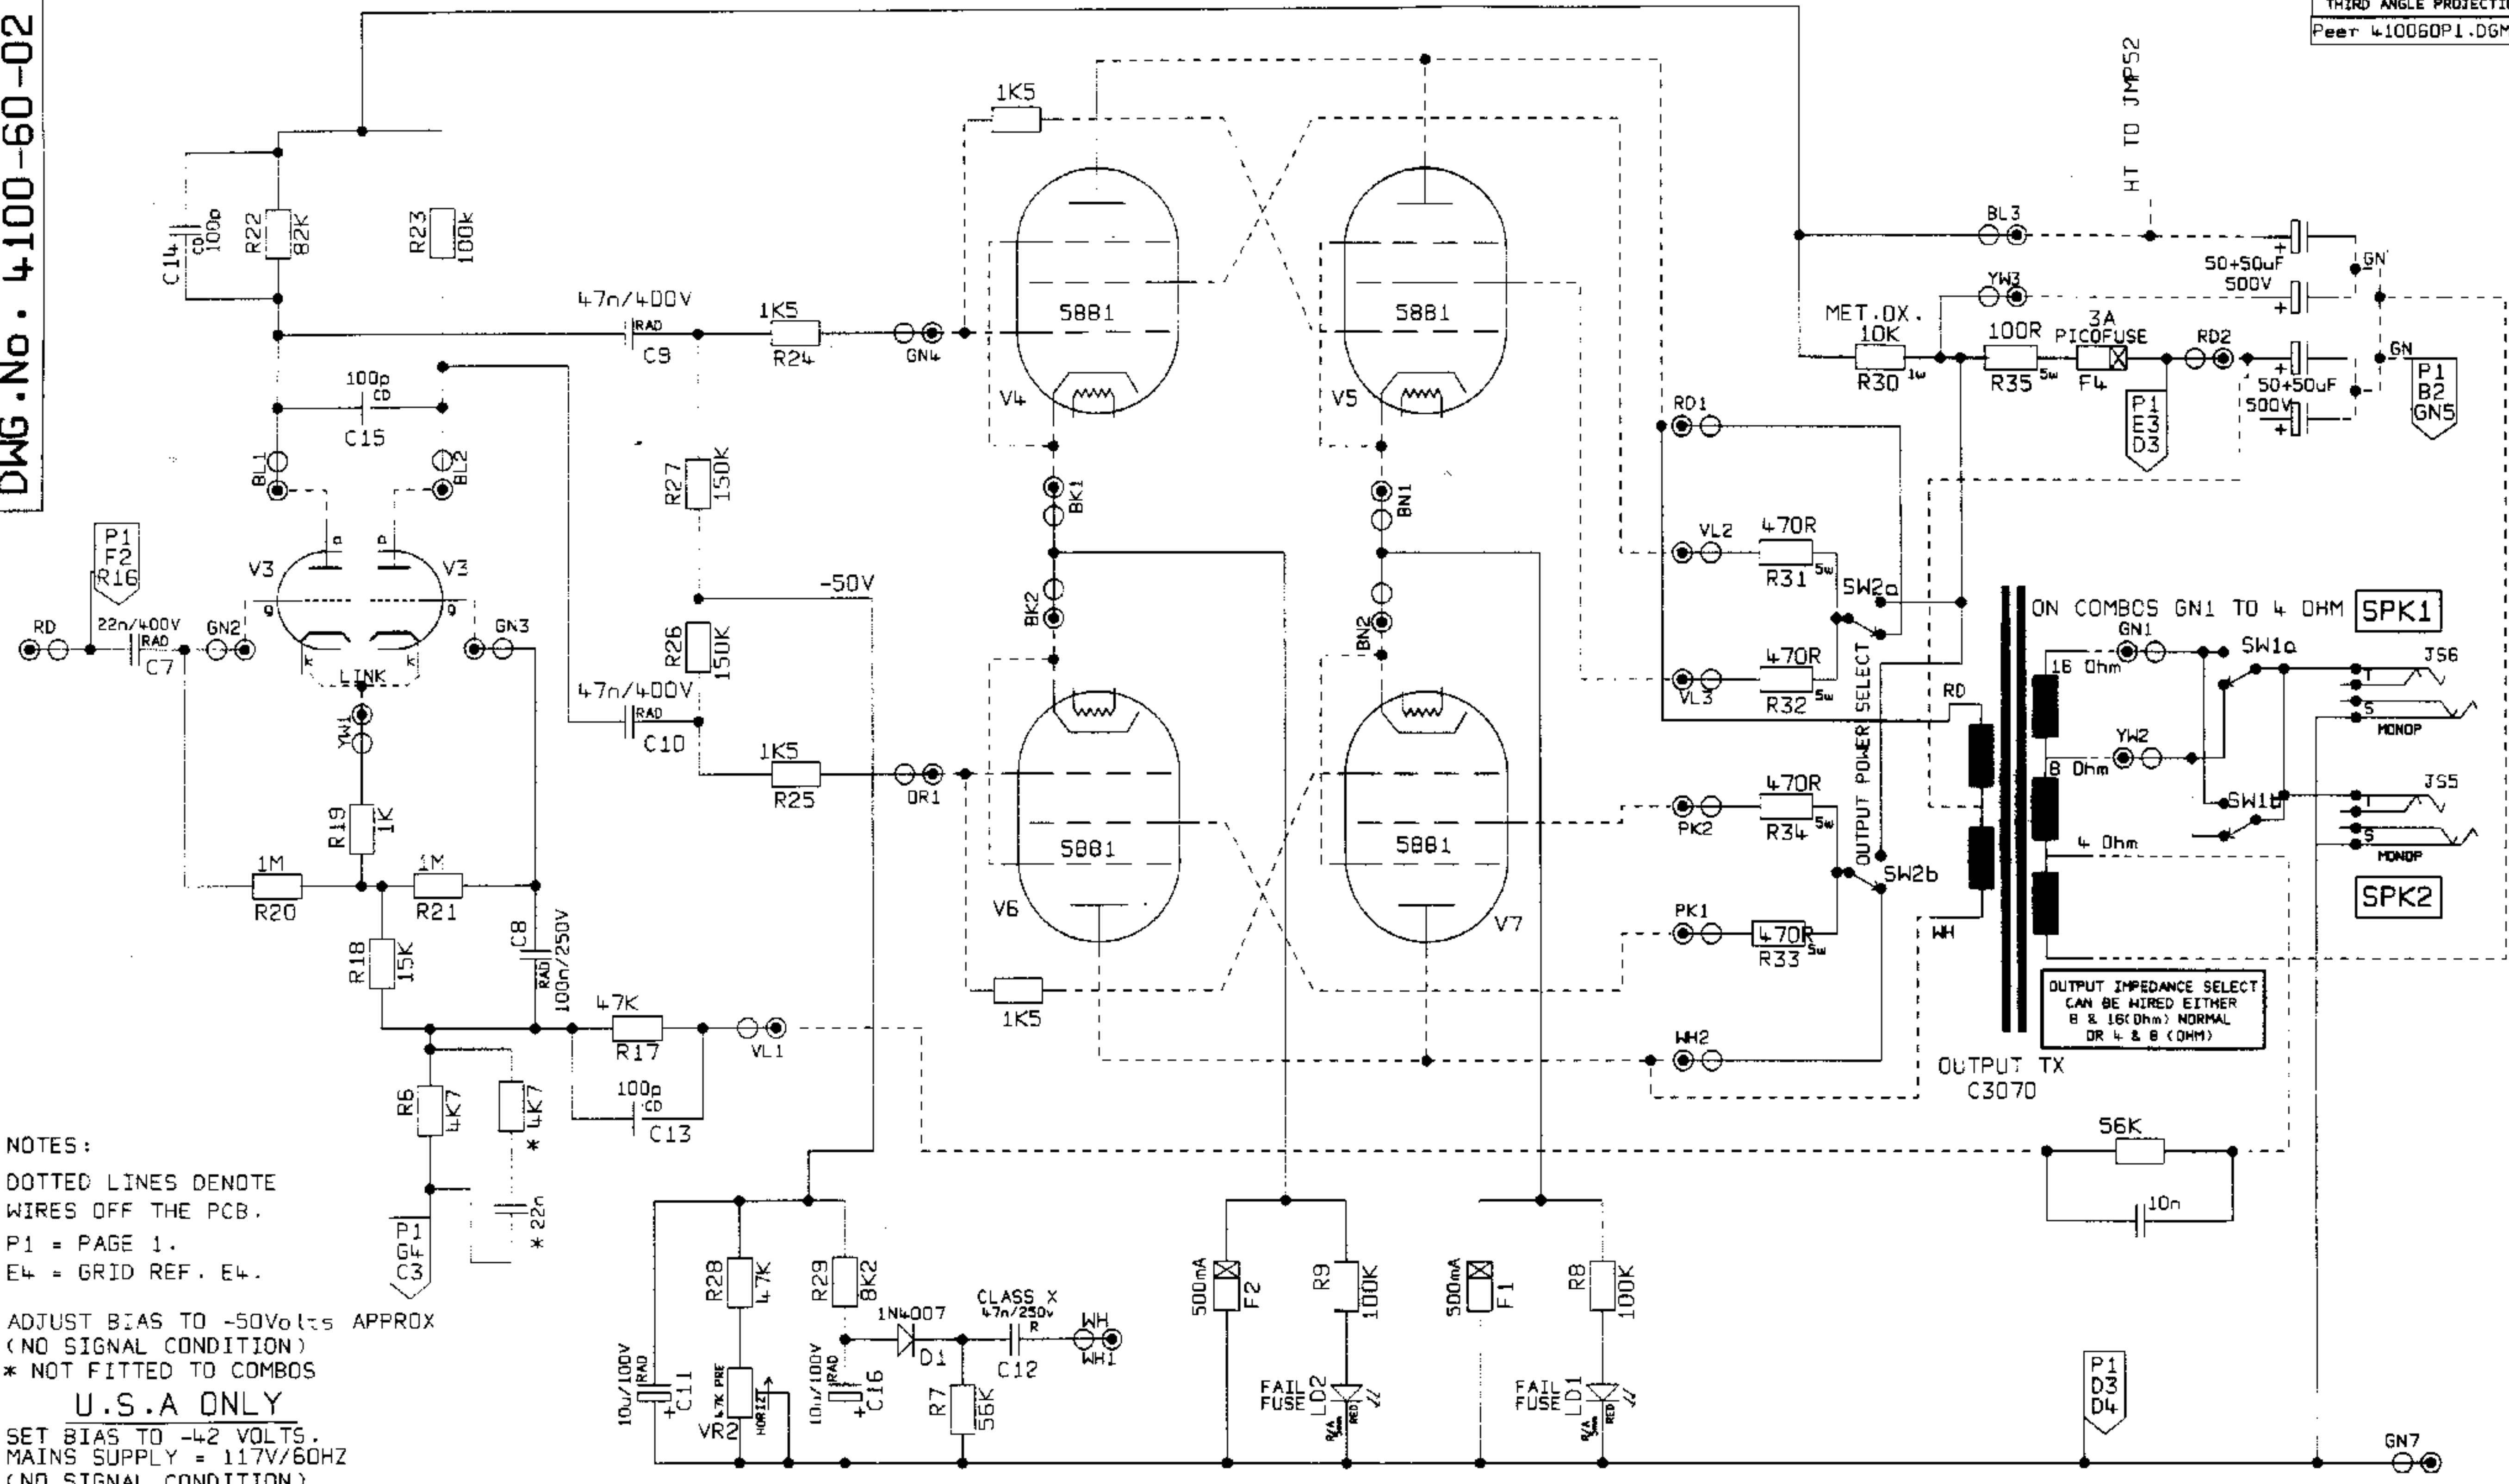 DWG.No. 4100-60-02
THIRD ANGLE PROJECTI
Peer 410060P1.DGM
HT TO JMP52
1K5
C14
CD
100p
R22
82K
R23
100k
47n/400V
RAD
C9
1K5
R24
GN4
5881
V4
5881
V5
BL3
50+50uF
500V
GN
YW3
MET.OX.
10K
R30 1w
100R
R35 5w
3A
PICOFUSE
F4
RD2
50+50uF
500V
GN
P1
B2
GN5
P1
E3
D3
RD1
100p
CD
C15
BL1
BL2
R27
150K
BK1
BN1
VL2
470R
R31 5w
SW2a
P1
F2
R16
V3
V3
a
a
g
g
K
K
LINK
RD
22n/400V
RAD
C7
GN2
GN3
-50V
R26
150K
BK2
BN2
47n/400V
RAD
C10
VL3
470R
R32 5w
OUTPUT POWER SELECT
ON COMBOS GN1 TO 4 OHM
SPK1
GN1
16 Ohm
SW1a
JS6
T
S
MONOP
RD
YW2
8 Ohm
SW1b
JS5
T
S
MONOP
4 Ohm
SPK2
YW1
R19
1K
1K5
R25
OR1
5881
V6
5881
V7
PK2
470R
R34 5w
SW2b
PK1
470R
R33 5w
WH
1M
R20
1M
R21
R18
15K
C8
RAD
100n/250V
1K5
47K
R17
VL1
100p
CD
C13
WH2
OUTPUT IMPEDANCE SELECT
CAN BE WIRED EITHER
8 & 16(Ohm) NORMAL
OR 4 & 8 (OHM)
OUTPUT TX
C3070
R6
4K7
4K7
*
22n
*
P1
G4
C3
56K
10n
NOTES:
DOTTED LINES DENOTE
WIRES OFF THE PCB.
P1 = PAGE 1.
E4 = GRID REF. E4.
ADJUST BIAS TO -50Volts APPROX
(NO SIGNAL CONDITION)
* NOT FITTED TO COMBOS
U.S.A ONLY
SET BIAS TO -42 VOLTS.
MAINS SUPPLY = 117V/60HZ
(NO SIGNAL CONDITION)
10u/100V
RAD
+
C11
R28
47K
47K PRE
VR2
HORIZ
R29
8K2
10u/100V
RAD
+
C16
1N4007
D1
R7
56K
CLASS X
47n/250v
R
C12
WH
WH1
500mA
F2
R9
100K
FAIL
FUSE
LD2
R/A
5mm
RED
500mA
F1
R8
100K
FAIL
FUSE
LD1
R/A
5mm
RED
P1
D3
D4
GN7